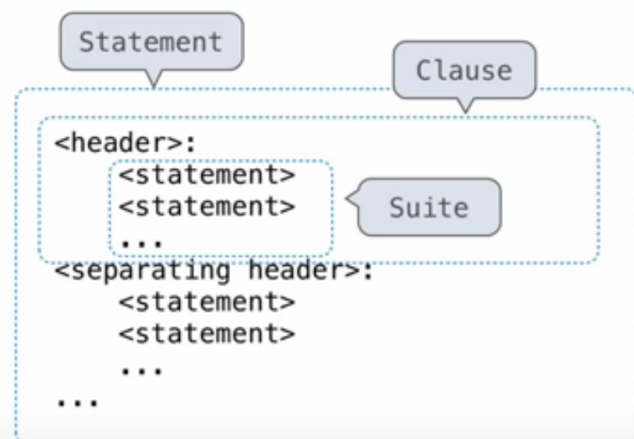 Statement
Clause
<header>:
<statement>
<statement>
Suite
...
<separating header>:
<statement>
<statement>
...
...